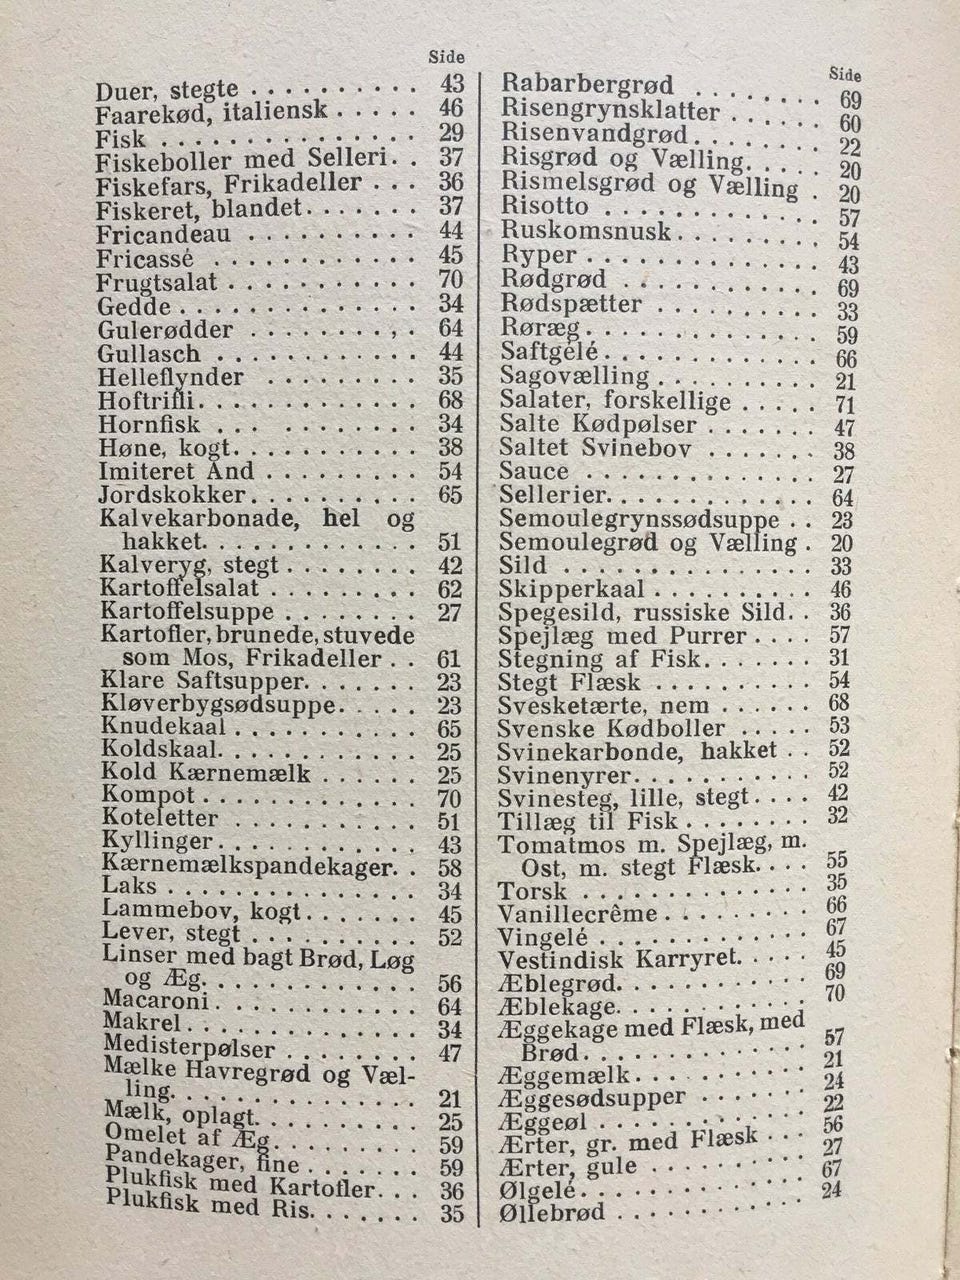 Side
Duer, stegte . . . . . . . . . . 43
Faarekød, italiensk . . . . . 46
Fisk . . . . . . . . . . . . . . 29
Fiskeboller med Selleri. . 37
Fiskefars, Frikadeller . . . 36
Fiskeret, blandet. . . . . . . 37
Fricandeau . . . . . . . . . . 44
Fricassé . . . . . . . . . . . . 45
Frugtsalat . . . . . . . . . . . 70
Gedde . . . . . . . . . . . . . . 34
Gulerødder . . . . . . . . , . 64
Gullasch . . . . . . . . . . . . 44
Helleflynder . . . . . . . . . 35
Hoftrifli. . . . . . . . . . . . . 68
Hornfisk . . . . . . . . . . . 34
Høne, kogt. . . . . . . . . . . 38
Imiteret And . . . . . . . . . 54
Jordskokker. . . . . . . . . . 65
Kalvekarbonade, hel og
hakket. . . . . . . . . . . . . 51
Kalveryg, stegt . . . . . . . 42
Kartoffelsalat . . . . . . . . . 62
Kartoffelsuppe . . . . . . . . 27
Kartofler, brunede, stuvede
som Mos, Frikadeller . . 61
Klare Saftsupper. . . . . . . 23
Kløverbygsødsuppe. . . . . 23
Knudekaal . . . . . . . . . . . 65
Koldskaal. . . . . . . . . . . . 25
Kold Kærnemælk . . . . . . 25
Kompot . . . . . . . . . . . . . 70
Koteletter . . . . . . . . . . . 51
Kyllinger. . . . . . . . . . . . 43
Kærnemælkspandekager. . 58
Laks . . . . . . . . . . . . . . . 34
Lammebov, kogt. . . . . . . 45
Lever, stegt . . . . . . . . . . 52
Linser med bagt Brød, Løg
og Æg. . . . . . . . . . . . . 56
Macaroni. . . . . . . . . . . . 64
Makrel. . . . . . . . . . . . . . 34
Medisterpølser . . . . . . . . 47
Mælke Havregrød og Væl-
ling. . . . . . . . . . . . . . . 21
Mælk, oplagt. . . . . . . . . . 25
Omelet af Æg. . . . . . . . . 59
Pandekager, fine . . . . . . . 59
Plukfisk med Kartofler. . . 36
Plukfisk med Ris. . . . . . . 35
Side
Rabarbergrød . . . . . . . . 69
Risengrynsklatter . . . . . . 60
Risenvandgrød. . . . . . . . 22
Risgrød og Vælling. . . . . 20
Rismelsgrød og Vælling . 20
Risotto . . . . . . . . . . . . . 57
Ruskomsnusk. . . . . . . . . 54
Ryper . . . . . . . . . . . . . . 43
Rødgrød . . . . . . . . . . . . 69
Rødspætter . . . . . . . . . . 33
Røræg. . . . . . . . . . . . . . 59
Saftgelé. . . . . . . . . . . . . 66
Sagovælling . . . . . . . . . . 21
Salater, forskellige . . . . . 71
Salte Kødpølser . . . . . . . 47
Saltet Svinebov . . . . . . . 38
Sauce . . . . . . . . . . . . . . 27
Sellerier. . . . . . . . . . . . . 64
Semoulegrynssødsuppe . . 23
Semoulegrød og Vælling . 20
Sild . . . . . . . . . . . . . . . 33
Skipperkaal . . . . . . . . . . 46
Spegesild, russiske Sild. . 36
Spejlæg med Purrer . . . . 57
Stegning af Fisk. . . . . . . 31
Stegt Flæsk . . . . . . . . . . 54
Svesketærte, nem . . . . . . 68
Svenske Kødboller . . . . . 53
Svinekarbonde, hakket . . 52
Svinenyrer. . . . . . . . . . . 52
Svinesteg, lille, stegt. . . . 42
Tillæg til Fisk . . . . . . . . 32
Tomatmos m. Spejlæg, m.
Ost, m. stegt Flæsk. . . . 55
Torsk . . . . . . . . . . . . . . 35
Vanillecrême . . . . . . . . . 66
Vingelé . . . . . . . . . . . . . 67
Vestindisk Karryret. . . . . 45
Æblegrød. . . . . . . . . . . . 69
Æblekage. . . . . . . . . . . . 70
Æggekage med Flæsk, med
Brød. . . . . . . . . . . . . . 57
Æggemælk. . . . . . . . . . . 21
Æggesødsupper . . . . . . . 24
Æggeøl . . . . . . . . . . . . . 22
Ærter, gr. med Flæsk . . . 56
Ærter, gule . . . . . . . . . . 27
Ølgelé. . . . . . . . . . . . . . 67
Øllebrød . . . . . . . . . . . . 24